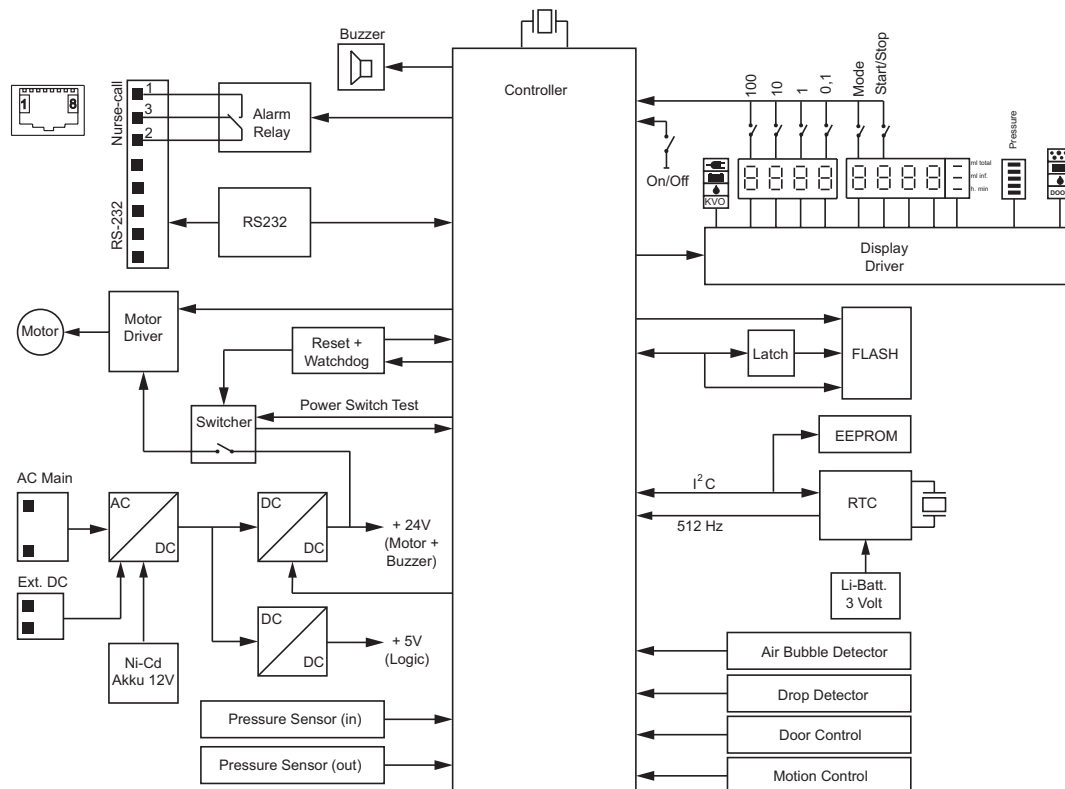 Buzzer
Controller
1 8
Nurse-call
1
3
2
Alarm
Relay
RS-232
RS232
100
10
1
0,1
Mode
Start/Stop
On/Off
Pressure
KVO
ml total
ml inf.
h. min
DOO
Display
Driver
Motor
Motor
Driver
Reset +
Watchdog
Latch
FLASH
Switcher
Power Switch Test
EEPROM
I²C
RTC
512 Hz
AC Main
AC
DC
DC
DC
+ 24V
(Motor +
Buzzer)
Ext. DC
Li-Batt.
3 Volt
DC
DC
+ 5V
(Logic)
Ni-Cd
Akku 12V
Air Bubble Detector
Drop Detector
Door Control
Motion Control
Pressure Sensor (in)
Pressure Sensor (out)